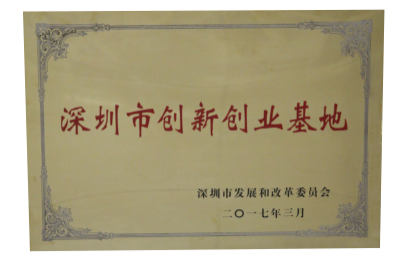 深圳市创新创业基地
深圳市发展和改革委员会
二〇一七年三月